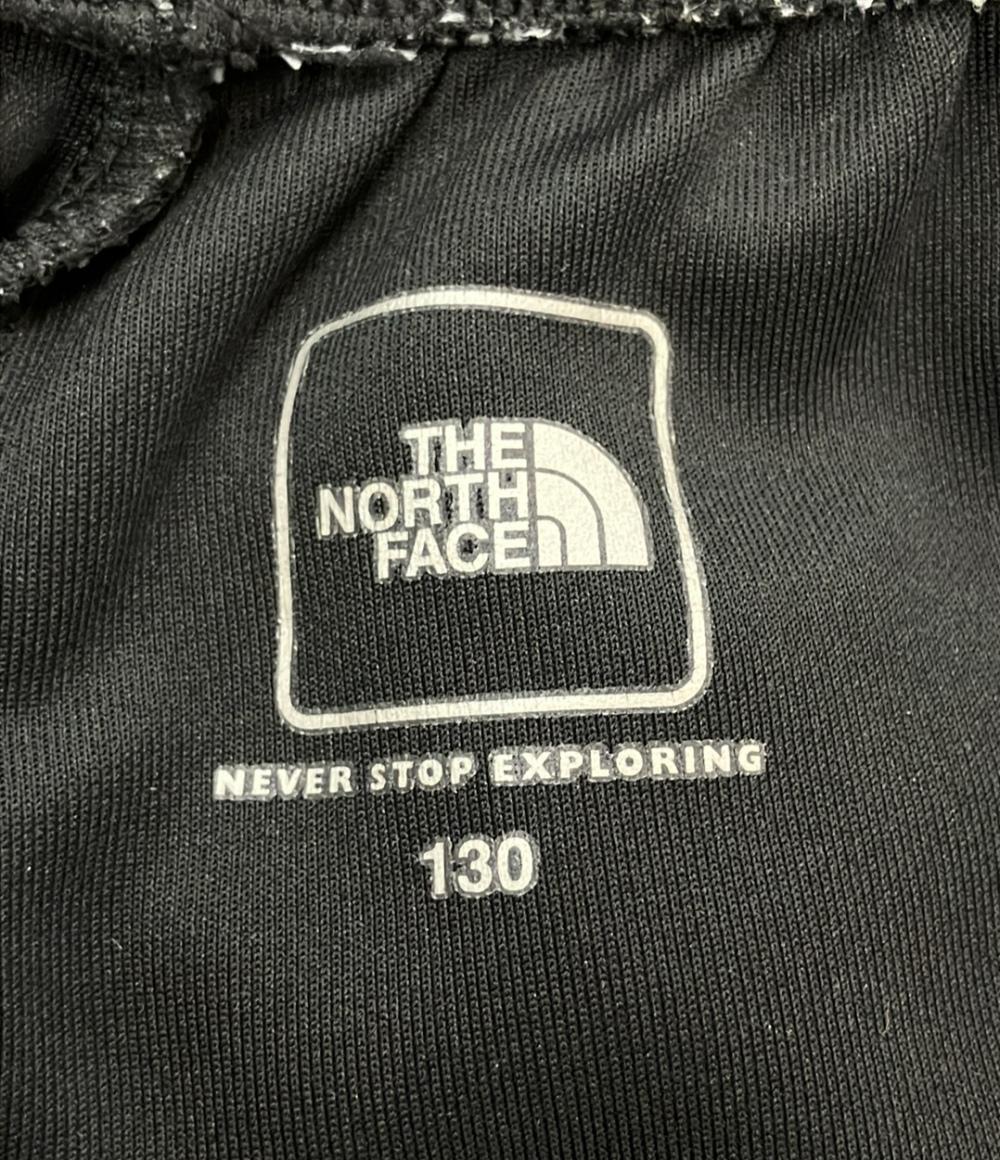 THE
NORTH
FACE
NEVER STOP EXPLORING
130